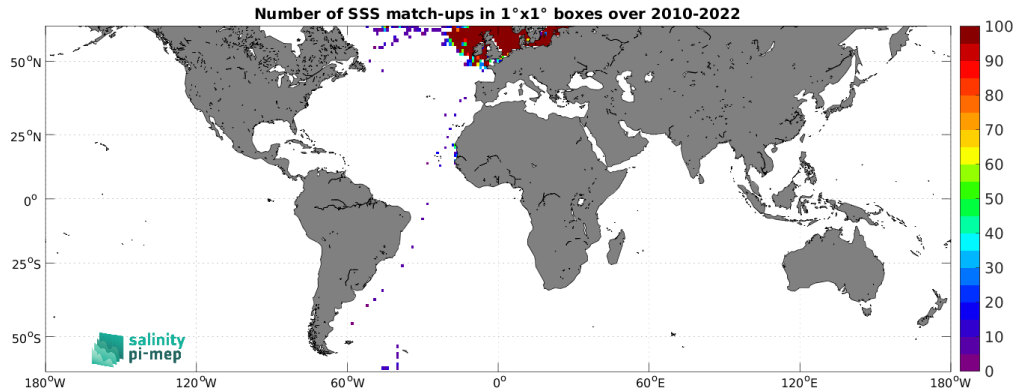 Number of SSS match-ups in 1°x1° boxes over 2010-2022
50°N
25°N
0°
25°S
50°S
180°W
120°W
60°W
0°
60°E
120°E
180°W
100
90
80
70
60
50
40
30
20
10
0
salinity
pi-mep